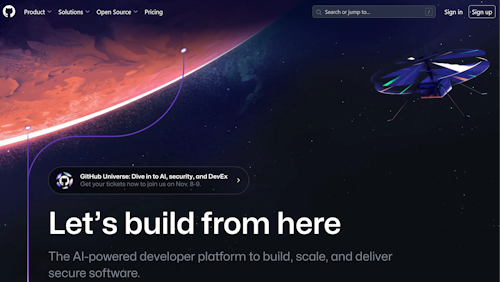 Product Solutions Open Source Pricing Search or jump to... / Sign in Sign up
GitHub Universe: Dive in to AI, security, and DevEx
Get your tickets now to join us on Nov. 8-9.
Let's build from here
The AI-powered developer platform to build, scale, and deliver
secure software.